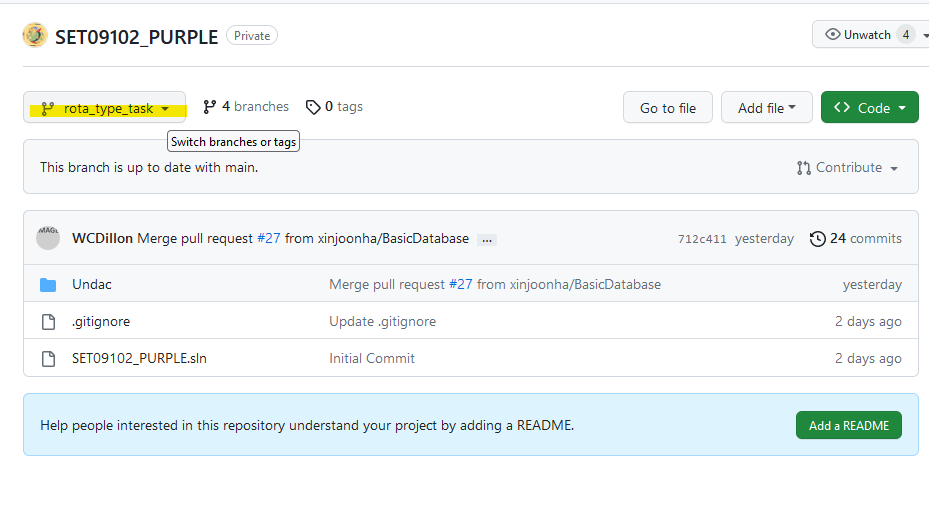 SET09102_PURPLE Private Unwatch 4
rota_type_task 4 branches 0 tags Go to file Add file Code
Switch branches or tags
This branch is up to date with main. Contribute
WCDillon Merge pull request #27 from xinjoonha/BasicDatabase ... 712c411 yesterday 24 commits
Undac Merge pull request #27 from xinjoonha/BasicDatabase yesterday
.gitignore Update .gitignore 2 days ago
SET09102_PURPLE.sln Initial Commit 2 days ago
Help people interested in this repository understand your project by adding a README. Add a README